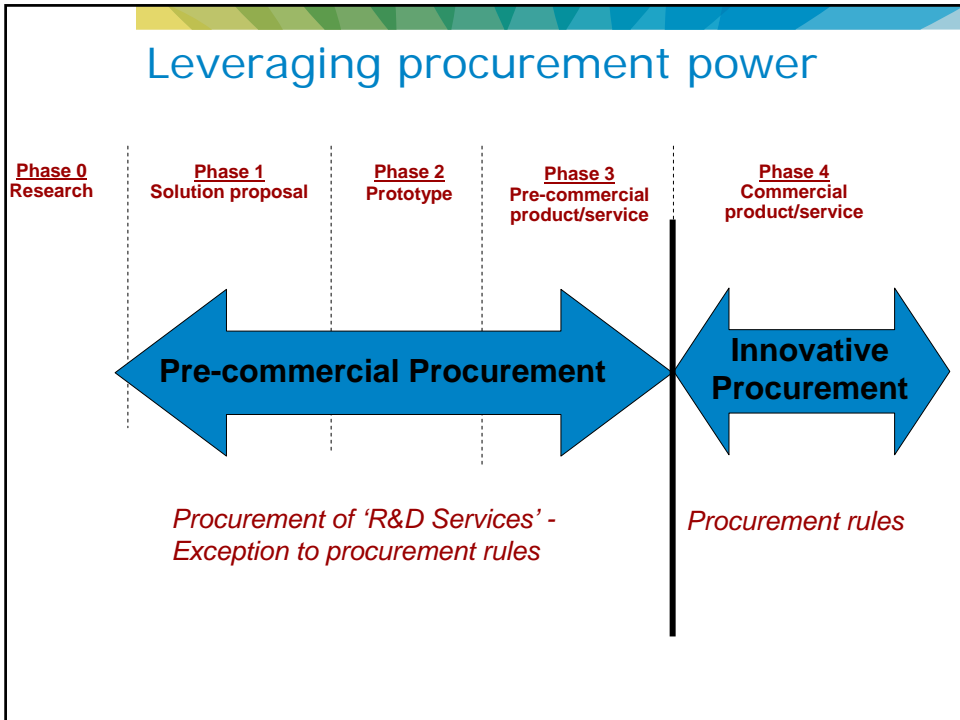 Leveraging procurement power
Phase 0
Research
Phase 1
Solution proposal
Phase 2
Prototype
Phase 3
Pre-commercial
product/service
Phase 4
Commercial
product/service
Pre-commercial Procurement
Innovative
Procurement
Procurement of ‘R&D Services’ -
Exception to procurement rules
Procurement rules